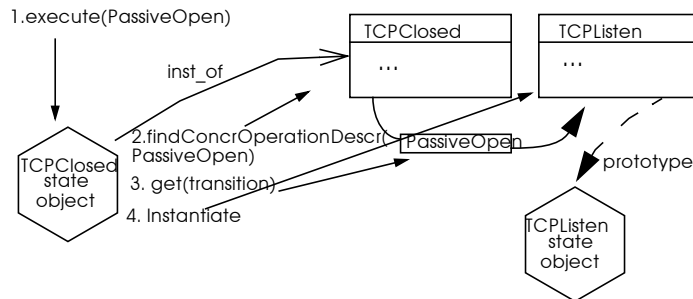 1.execute(PassiveOpen)
TCPClosed
...
TCPListen
...
inst_of
2.findConcrOperationDescr(
PassiveOpen)
PassiveOpen
TCPClosed
state
object
3. get(transition)
4. Instantiate
prototype
TCPListen
state
object